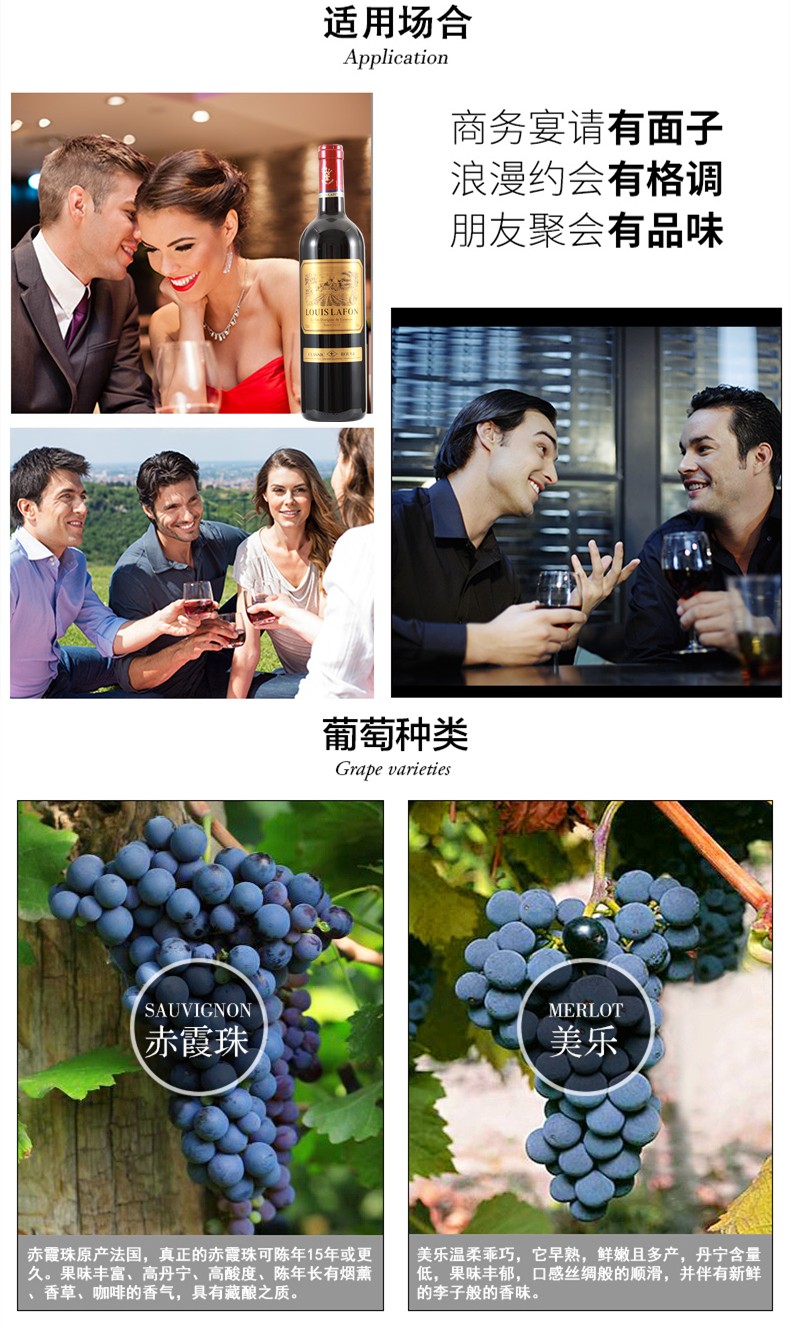 适用场合
Application
商务宴请有面子
浪漫约会有格调
朋友聚会有品味
LOUIS LAFON
CLASSIC ROUGE
葡萄种类
Grape varieties
SAUVIGNON
赤霞珠
MERLOT
美乐
赤霞珠原产法国，真正的赤霞珠可陈年15年或更
久。果味丰富、高丹宁、高酸度、陈年长有烟薰
、香草、咖啡的香气，具有藏酿之质。
美乐温柔乖巧，它早熟，鲜嫩且多产，丹宁含量
低，果味丰郁，口感丝绸般的顺滑，并伴有新鲜
的李子般的香味。